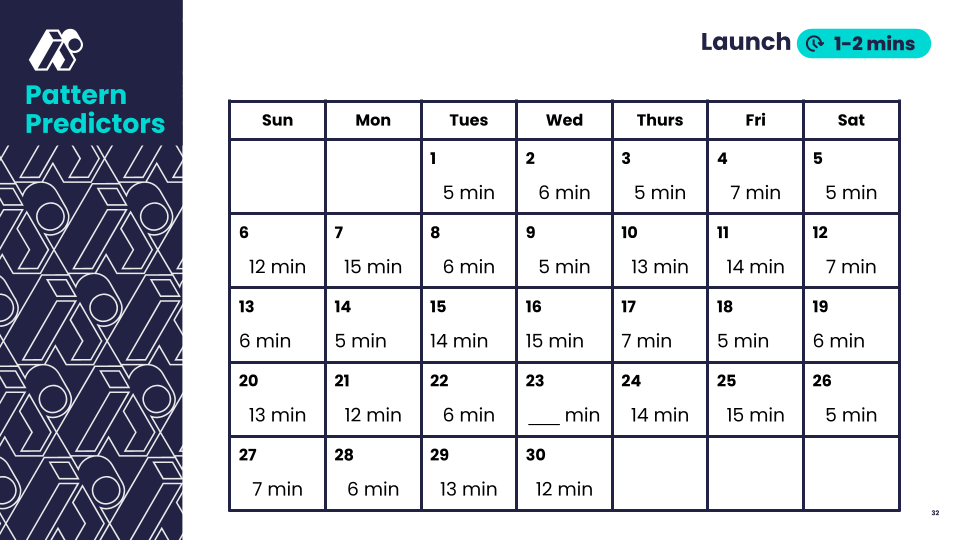 Pattern
Predictors
Launch 1-2 mins
Sun Mon Tues Wed Thurs Fri Sat
1 2 3 4 5
5 min 6 min 5 min 7 min 5 min
6 7 8 9 10 11 12
12 min 15 min 6 min 5 min 13 min 14 min 7 min
13 14 15 16 17 18 19
6 min 5 min 14 min 15 min 7 min 5 min 6 min
20 21 22 23 24 25 26
13 min 12 min 6 min ___ min 14 min 15 min 5 min
27 28 29 30
7 min 6 min 13 min 12 min
32